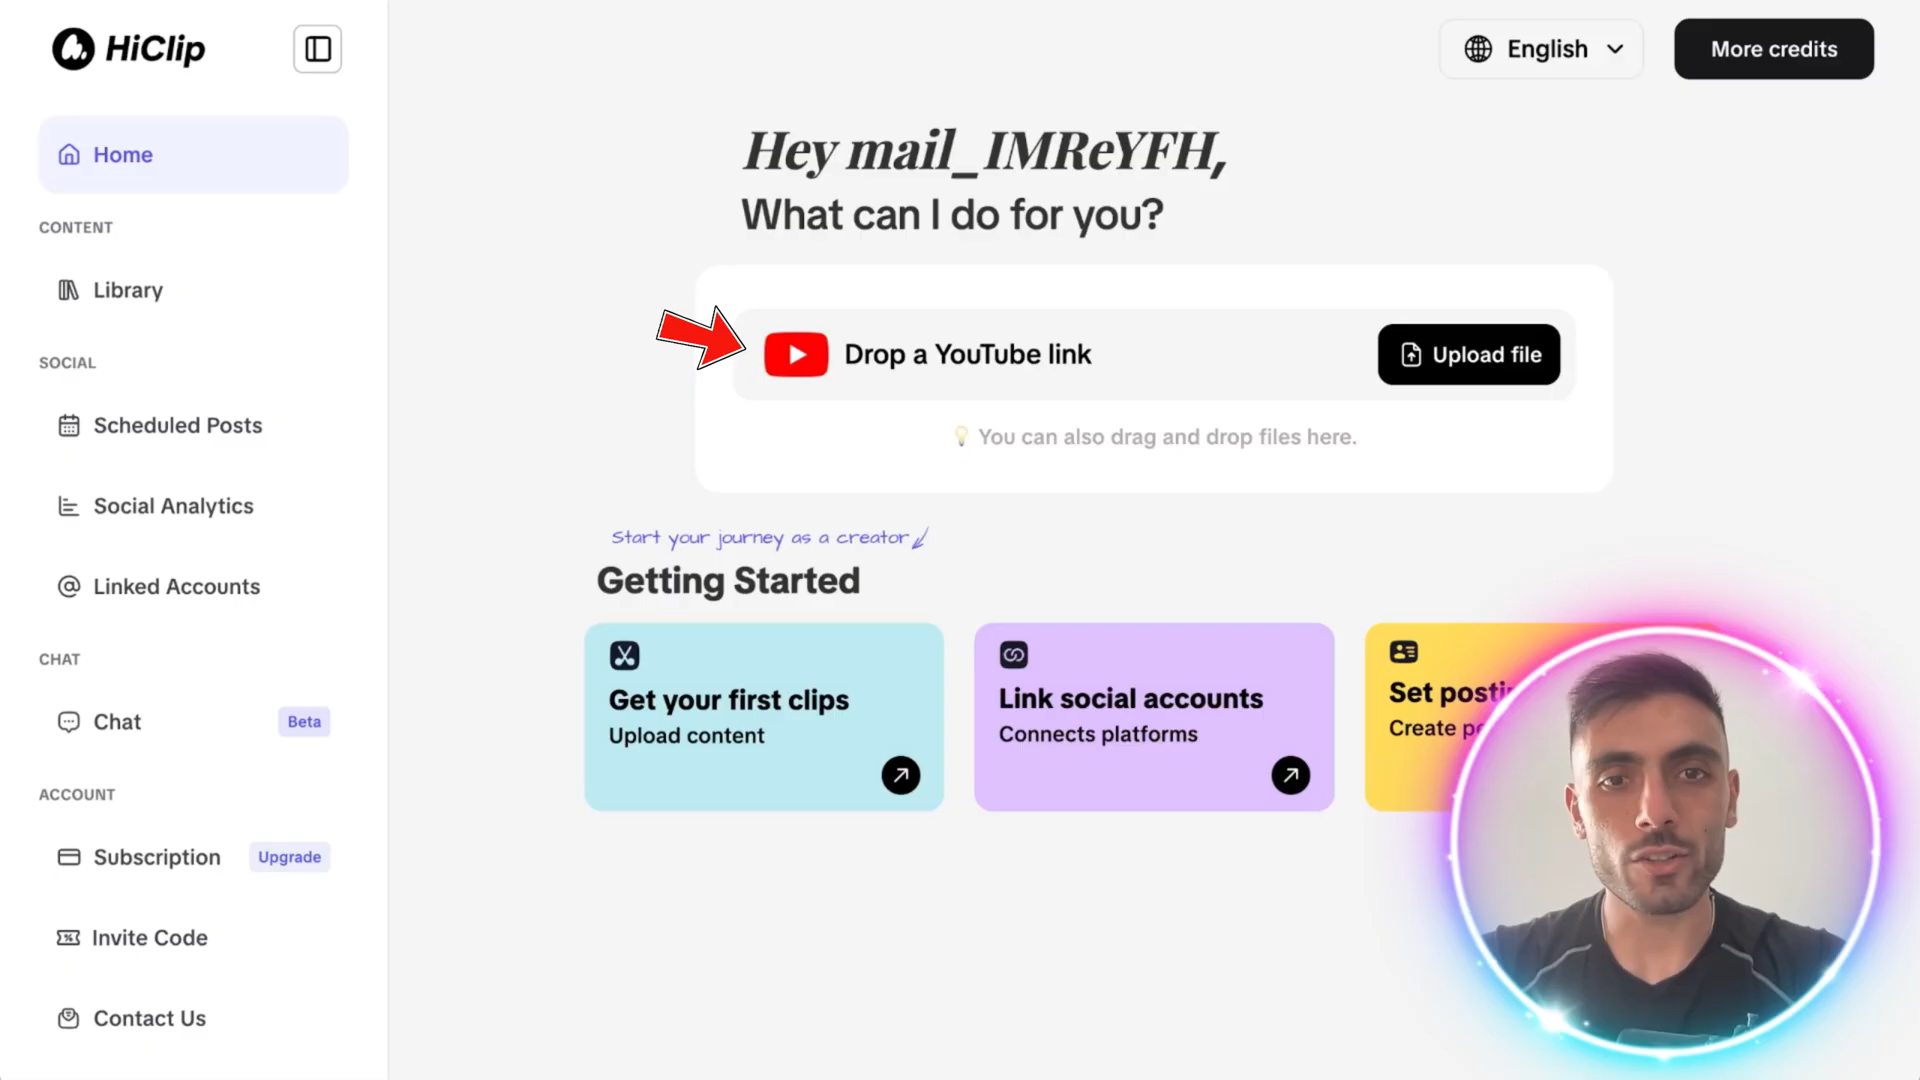 HiClip
English
More credits
Home
CONTENT
Library
SOCIAL
Scheduled Posts
Social Analytics
Linked Accounts
CHAT
Chat
Beta
ACCOUNT
Subscription
Upgrade
Invite Code
Contact Us
Hey mail_IMReYFH,
What can I do for you?
Drop a YouTube link
Upload file
You can also drag and drop files here.
Start your journey as a creator
Getting Started
Get your first clips
Upload content
Link social accounts
Connects platforms
Set
Create